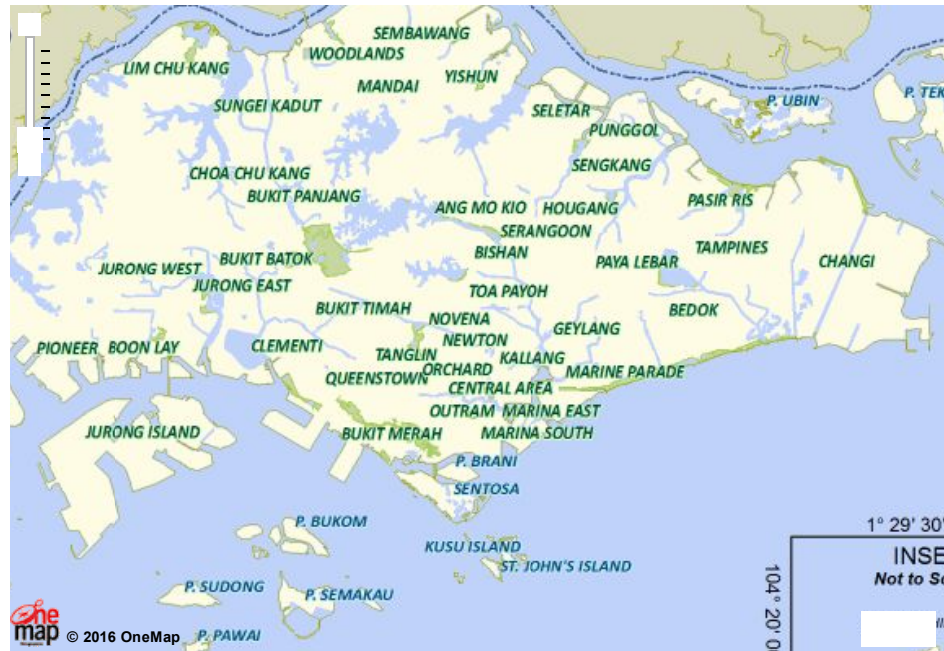 SEMBAWANG
WOODLANDS
LIM CHU KANG
YISHUN
MANDAI
P. UBIN
P. TEK
SUNGEI KADUT
SELETAR
PUNGGOL
SENGKANG
CHOA CHU KANG
BUKIT PANJANG
PASIR RIS
ANG MO KIO
HOUGANG
SERANGOON
TAMPINES
BISHAN
BUKIT BATOK
PAYA LEBAR
CHANGI
JURONG WEST
JURONG EAST
TOA PAYOH
BUKIT TIMAH
BEDOK
NOVENA
GEYLANG
NEWTON
PIONEER
BOON LAY
CLEMENTI
TANGLIN
KALLANG
ORCHARD
MARINE PARADE
QUEENSTOWN
CENTRAL AREA
OUTRAM
MARINA EAST
JURONG ISLAND
BUKIT MERAH
MARINA SOUTH
P. BRANI
SENTOSA
P. BUKOM
1° 29' 30
KUSU ISLAND
INSE
ST. JOHN'S ISLAND
Not to Sc
104° 20' 0
P. SUDONG
P. SEMAKAU
One
map © 2016 OneMap
P. PAWAI